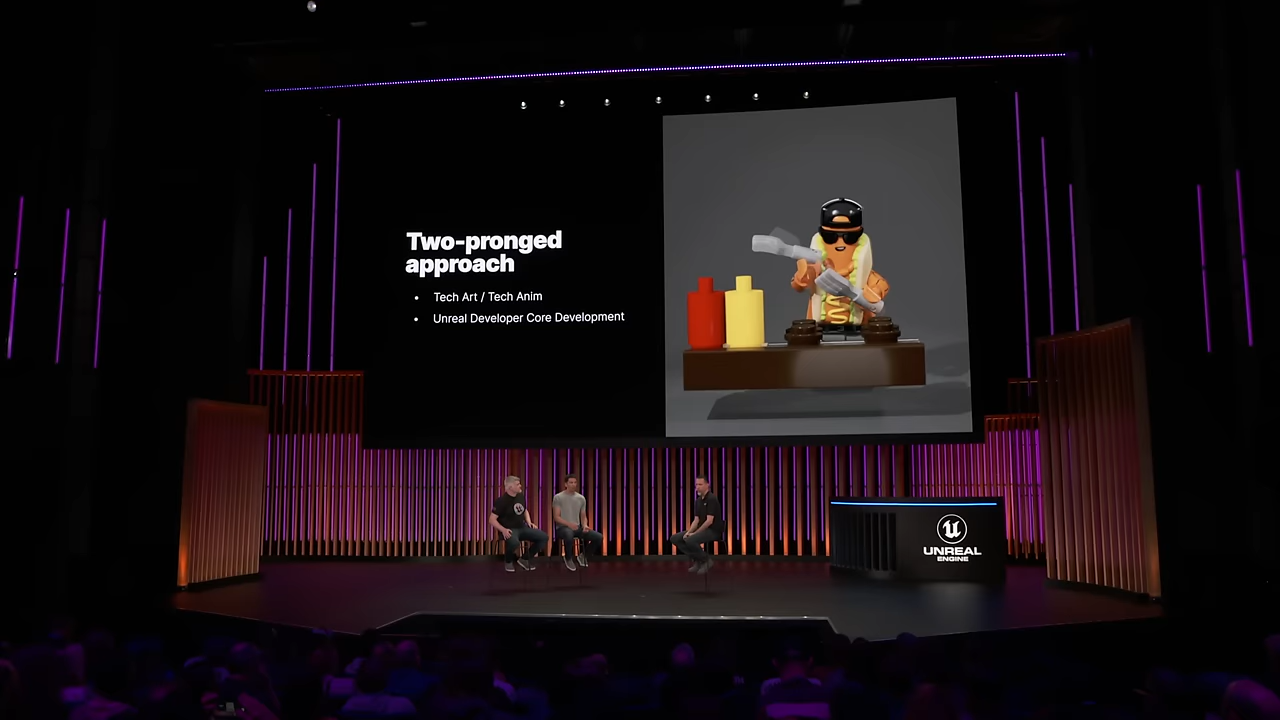 Two-pronged
approach
• Tech Art / Tech Anim
• Unreal Developer Core Development
UNREAL
ENGINE